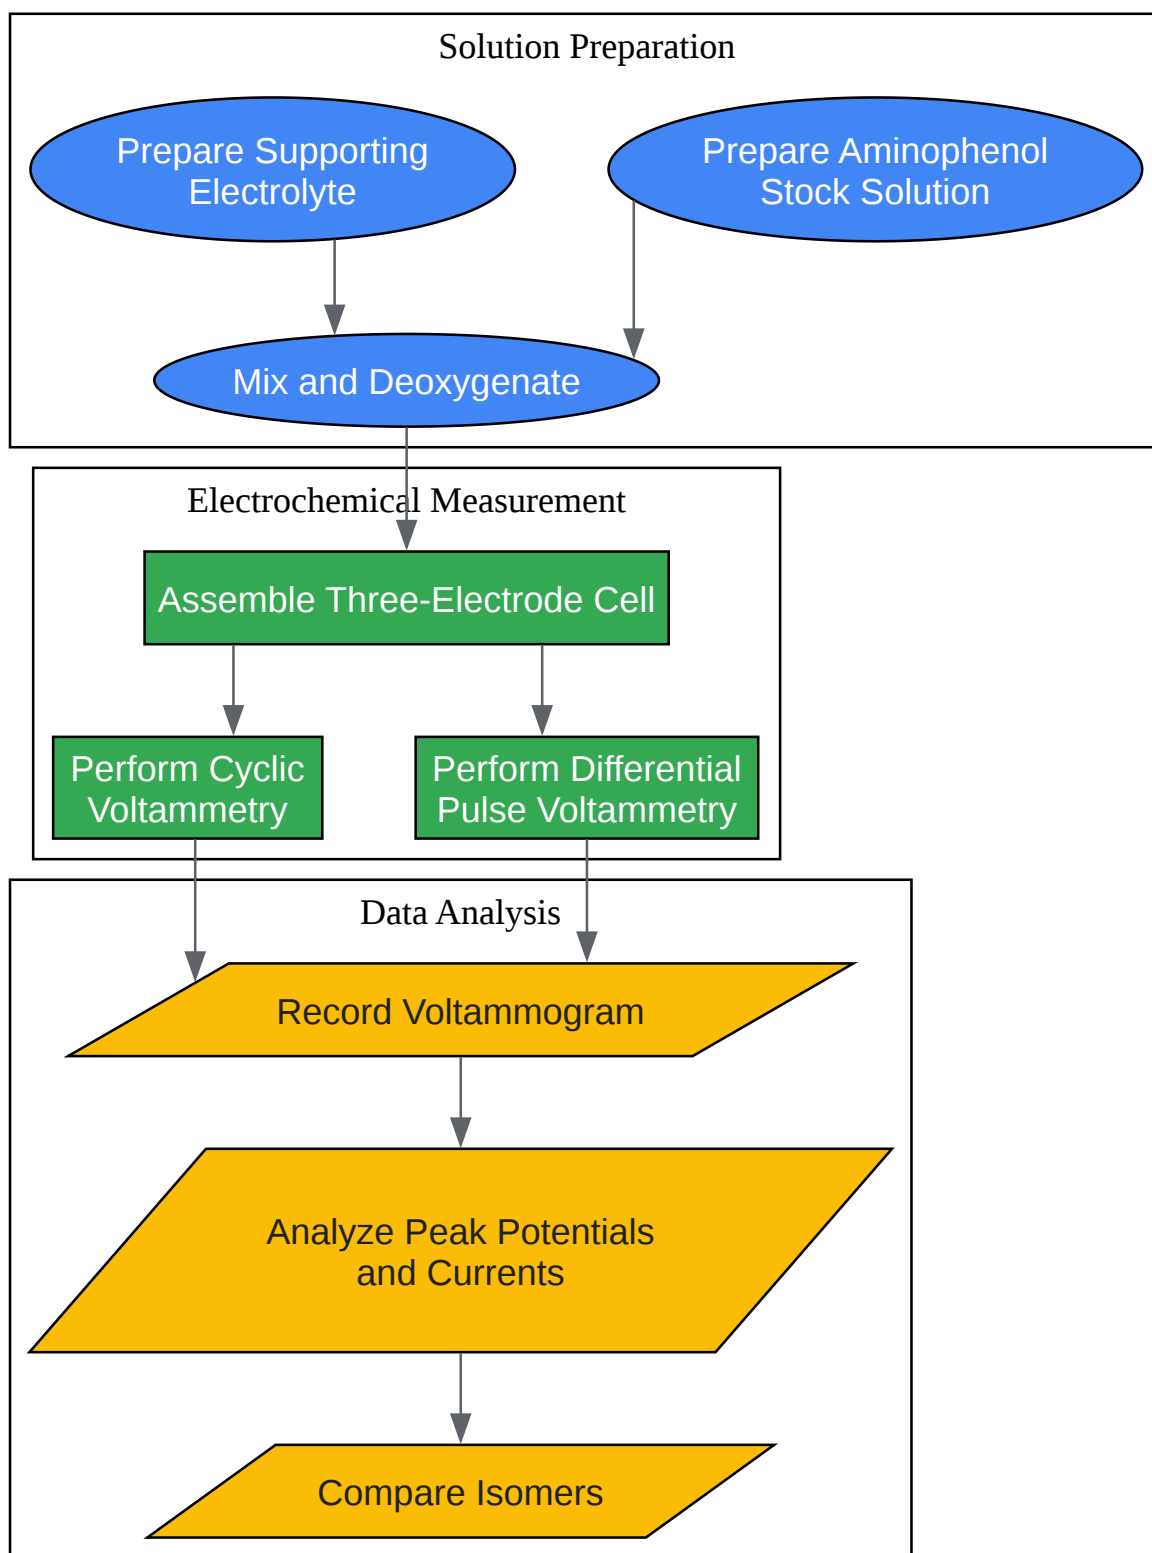 Solution Preparation
Prepare Supporting
Electrolyte
Prepare Aminophenol
Stock Solution
Mix and Deoxygenate
Electrochemical Measurement
Assemble Three-Electrode Cell
Perform Cyclic
Voltammetry
Perform Differential
Pulse Voltammetry
Data Analysis
Record Voltammogram
Analyze Peak Potentials
and Currents
Compare Isomers